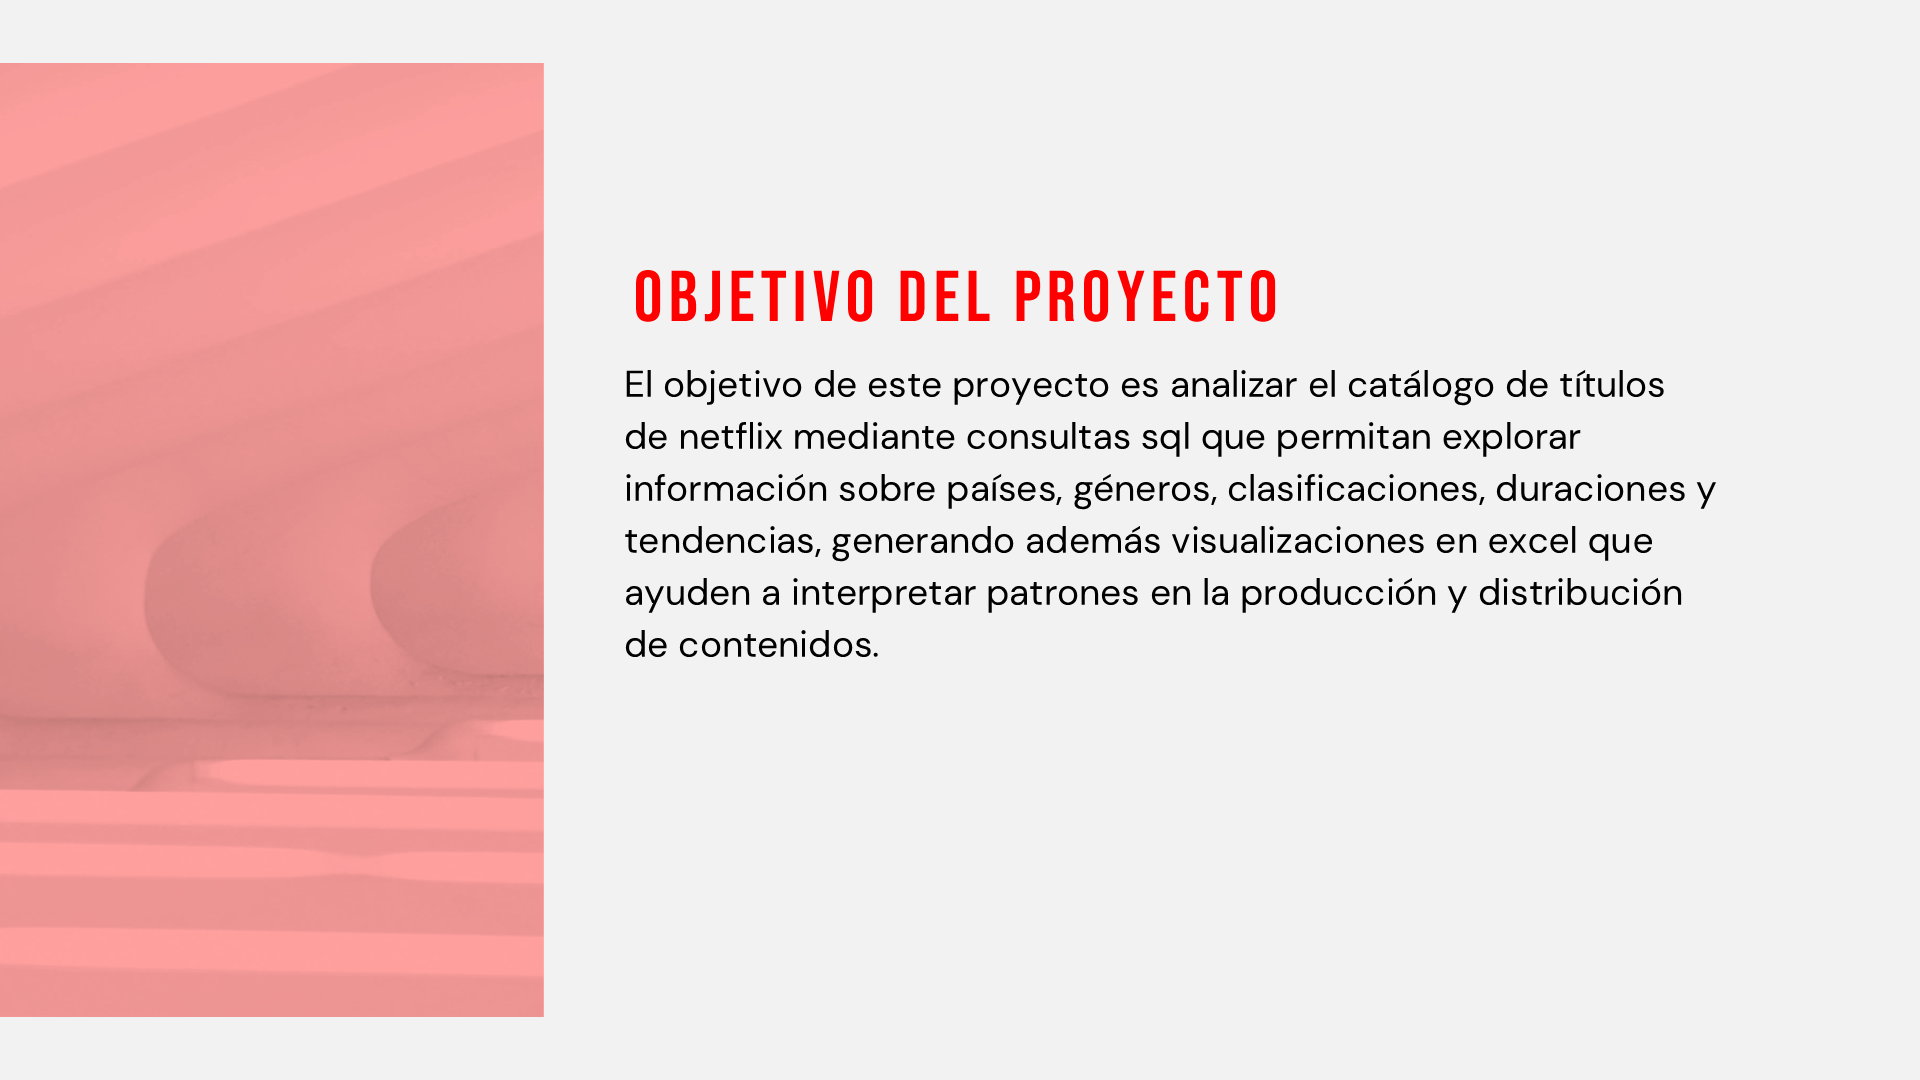 OBJETIVO DEL PROYECTO
El objetivo de este proyecto es analizar el catálogo de títulos
de netflix mediante consultas sql que permitan explorar
información sobre países, géneros, clasificaciones, duraciones y
tendencias, generando además visualizaciones en excel que
ayuden a interpretar patrones en la producción y distribución
de contenidos.